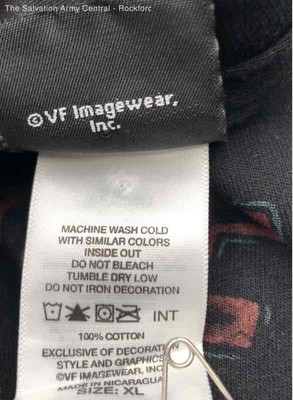 The Salvation Army Central - Rockford
©VF Imagewear,
Inc.
MACHINE WASH COLD
WITH SIMILAR COLORS
INSIDE OUT
DO NOT BLEACH
TUMBLE DRY LOW
DO NOT IRON DECORATION
INT
100% COTTON
EXCLUSIVE OF DECORATION
STYLE AND GRAPHICS
©VF IMAGEWEAR, INC
MADE IN NICARAGUA
SIZE: XL